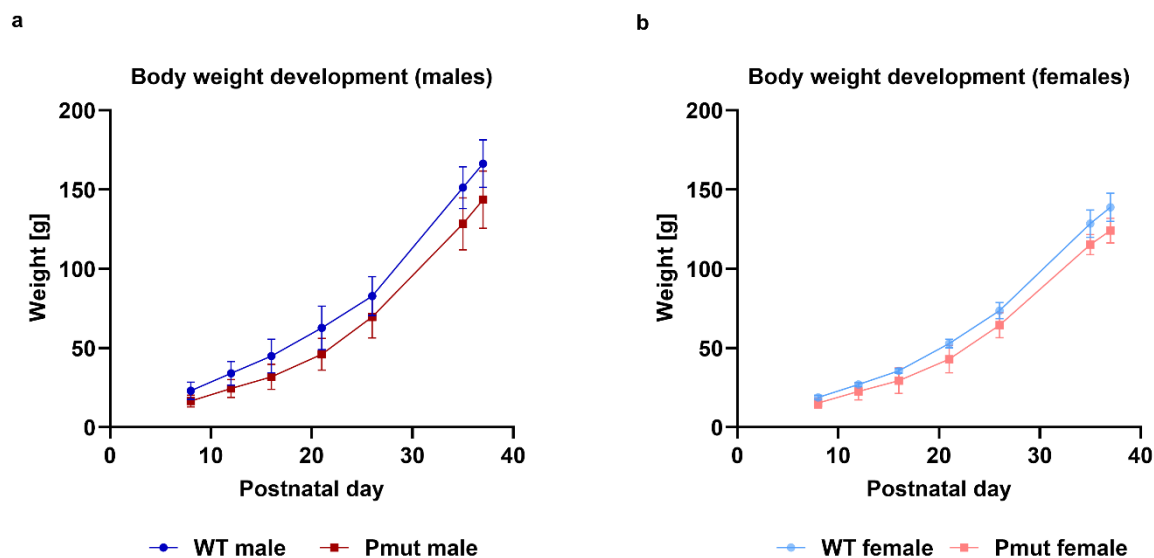 a
Body weight development (males)
200
150
100
50
0
Weight [g]
0 10 20 30 40
Postnatal day
WT male Pmut male
b
Body weight development (females)
200
150
100
50
0
Weight [g]
0 10 20 30 40
Postnatal day
WT female Pmut female